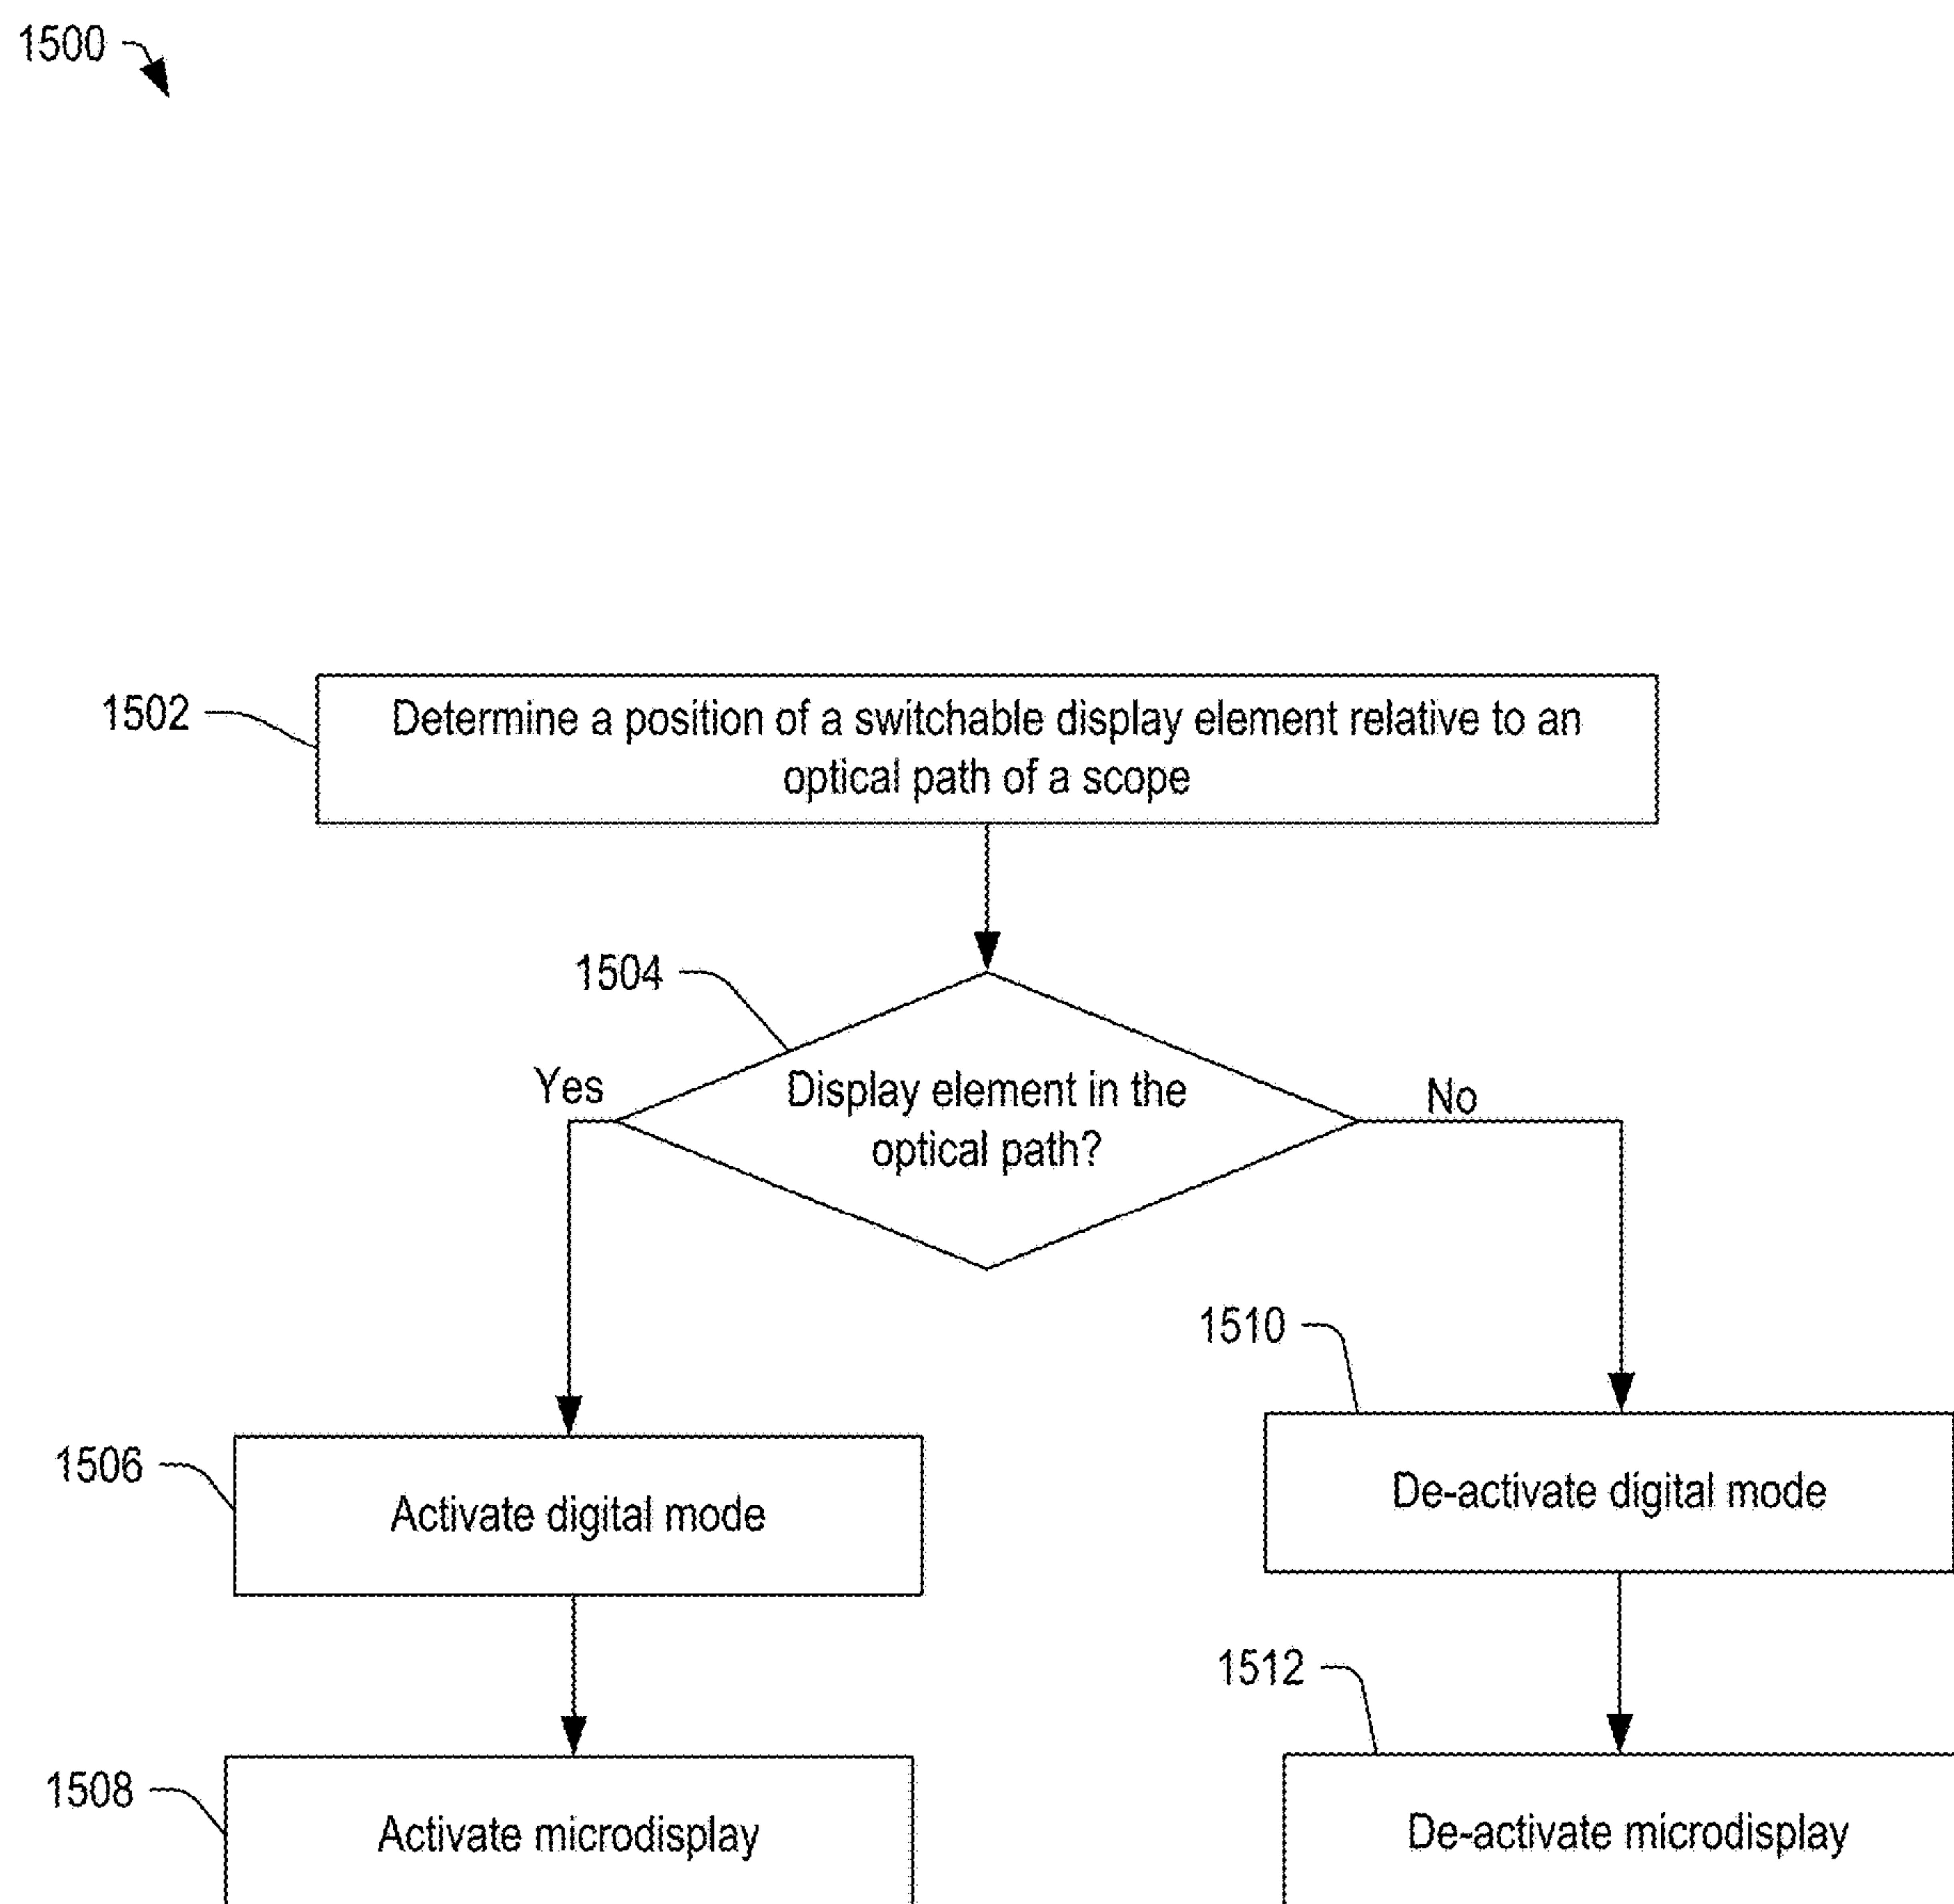 1500
1502
Determine a position of a switchable display element relative to an
optical path of a scope
1504
Yes
Display element in the
optical path?
No
1510
1506
Activate digital mode
De-activate digital mode
1512
1508
Activate microdisplay
De-activate microdisplay